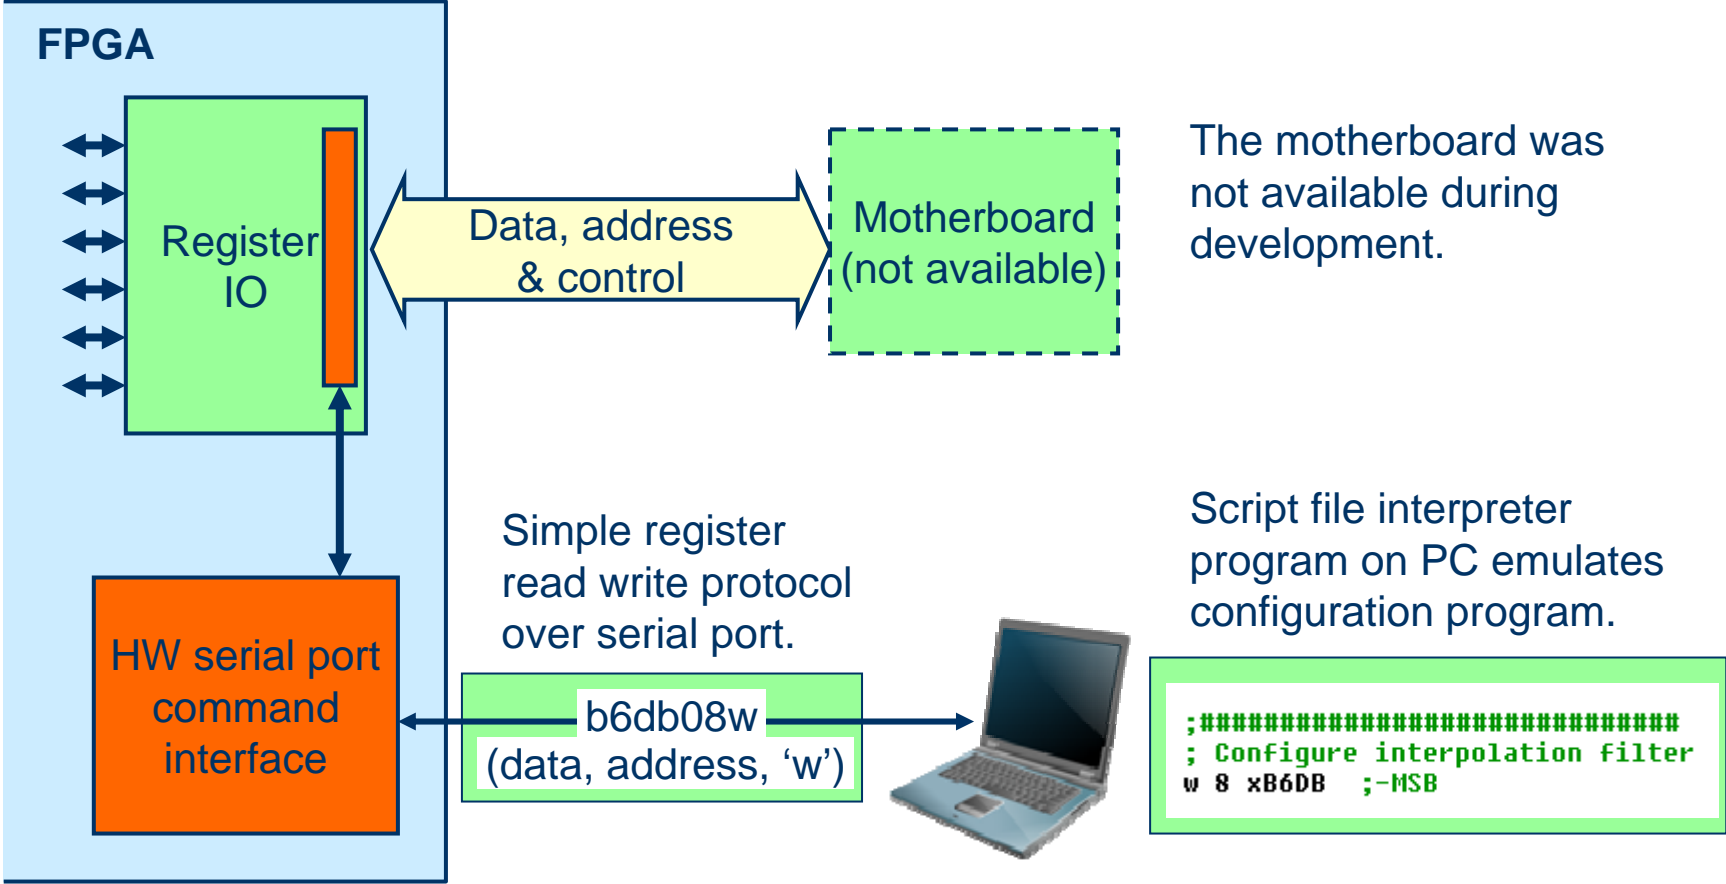 FPGA
Register
IO
Data, address
& control
Motherboard
(not available)
The motherboard was
not available during
development.
HW serial port
command
interface
Simple register
read write protocol
over serial port.
b6db08w
(data, address, ‘w’)
Script file interpreter
program on PC emulates
configuration program.
;##############################
; Configure interpolation filter
w 8 xB6DB  ;-MSB